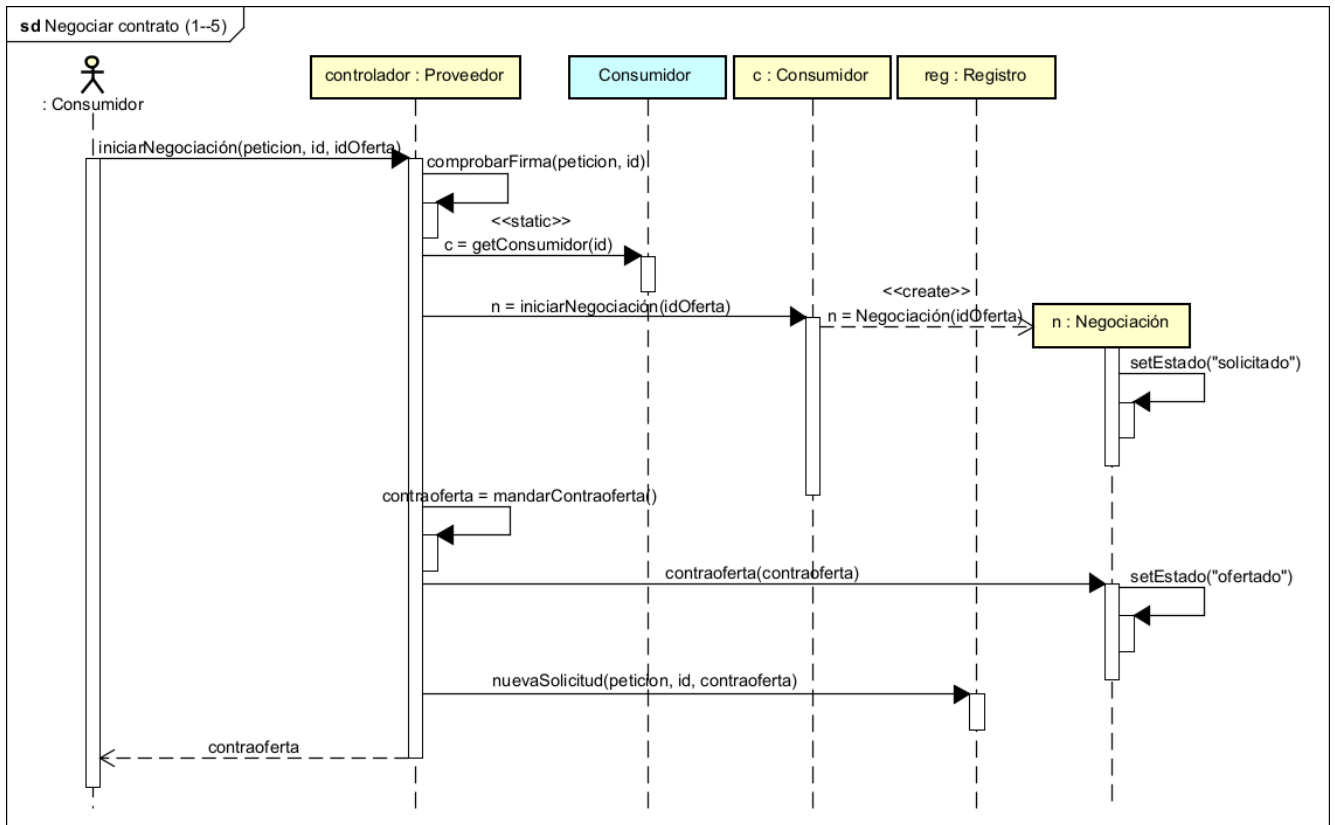 sd Negociar contrato (1--5)
: Consumidor
controlador : Proveedor
Consumidor
c : Consumidor
reg : Registro
iniciarNegociación(peticion, id, idOferta)
comprobarFirma(peticion, id)
<<static>>
c = getConsumidor(id)
n = iniciarNegociación(idOferta)
<<create>>
n = Negociación(idOferta)
n : Negociación
setEstado("solicitado")
contraoferta = mandarContraoferta()
contraoferta(contraoferta)
setEstado("ofertado")
nuevaSolicitud(peticion, id, contraoferta)
contraoferta